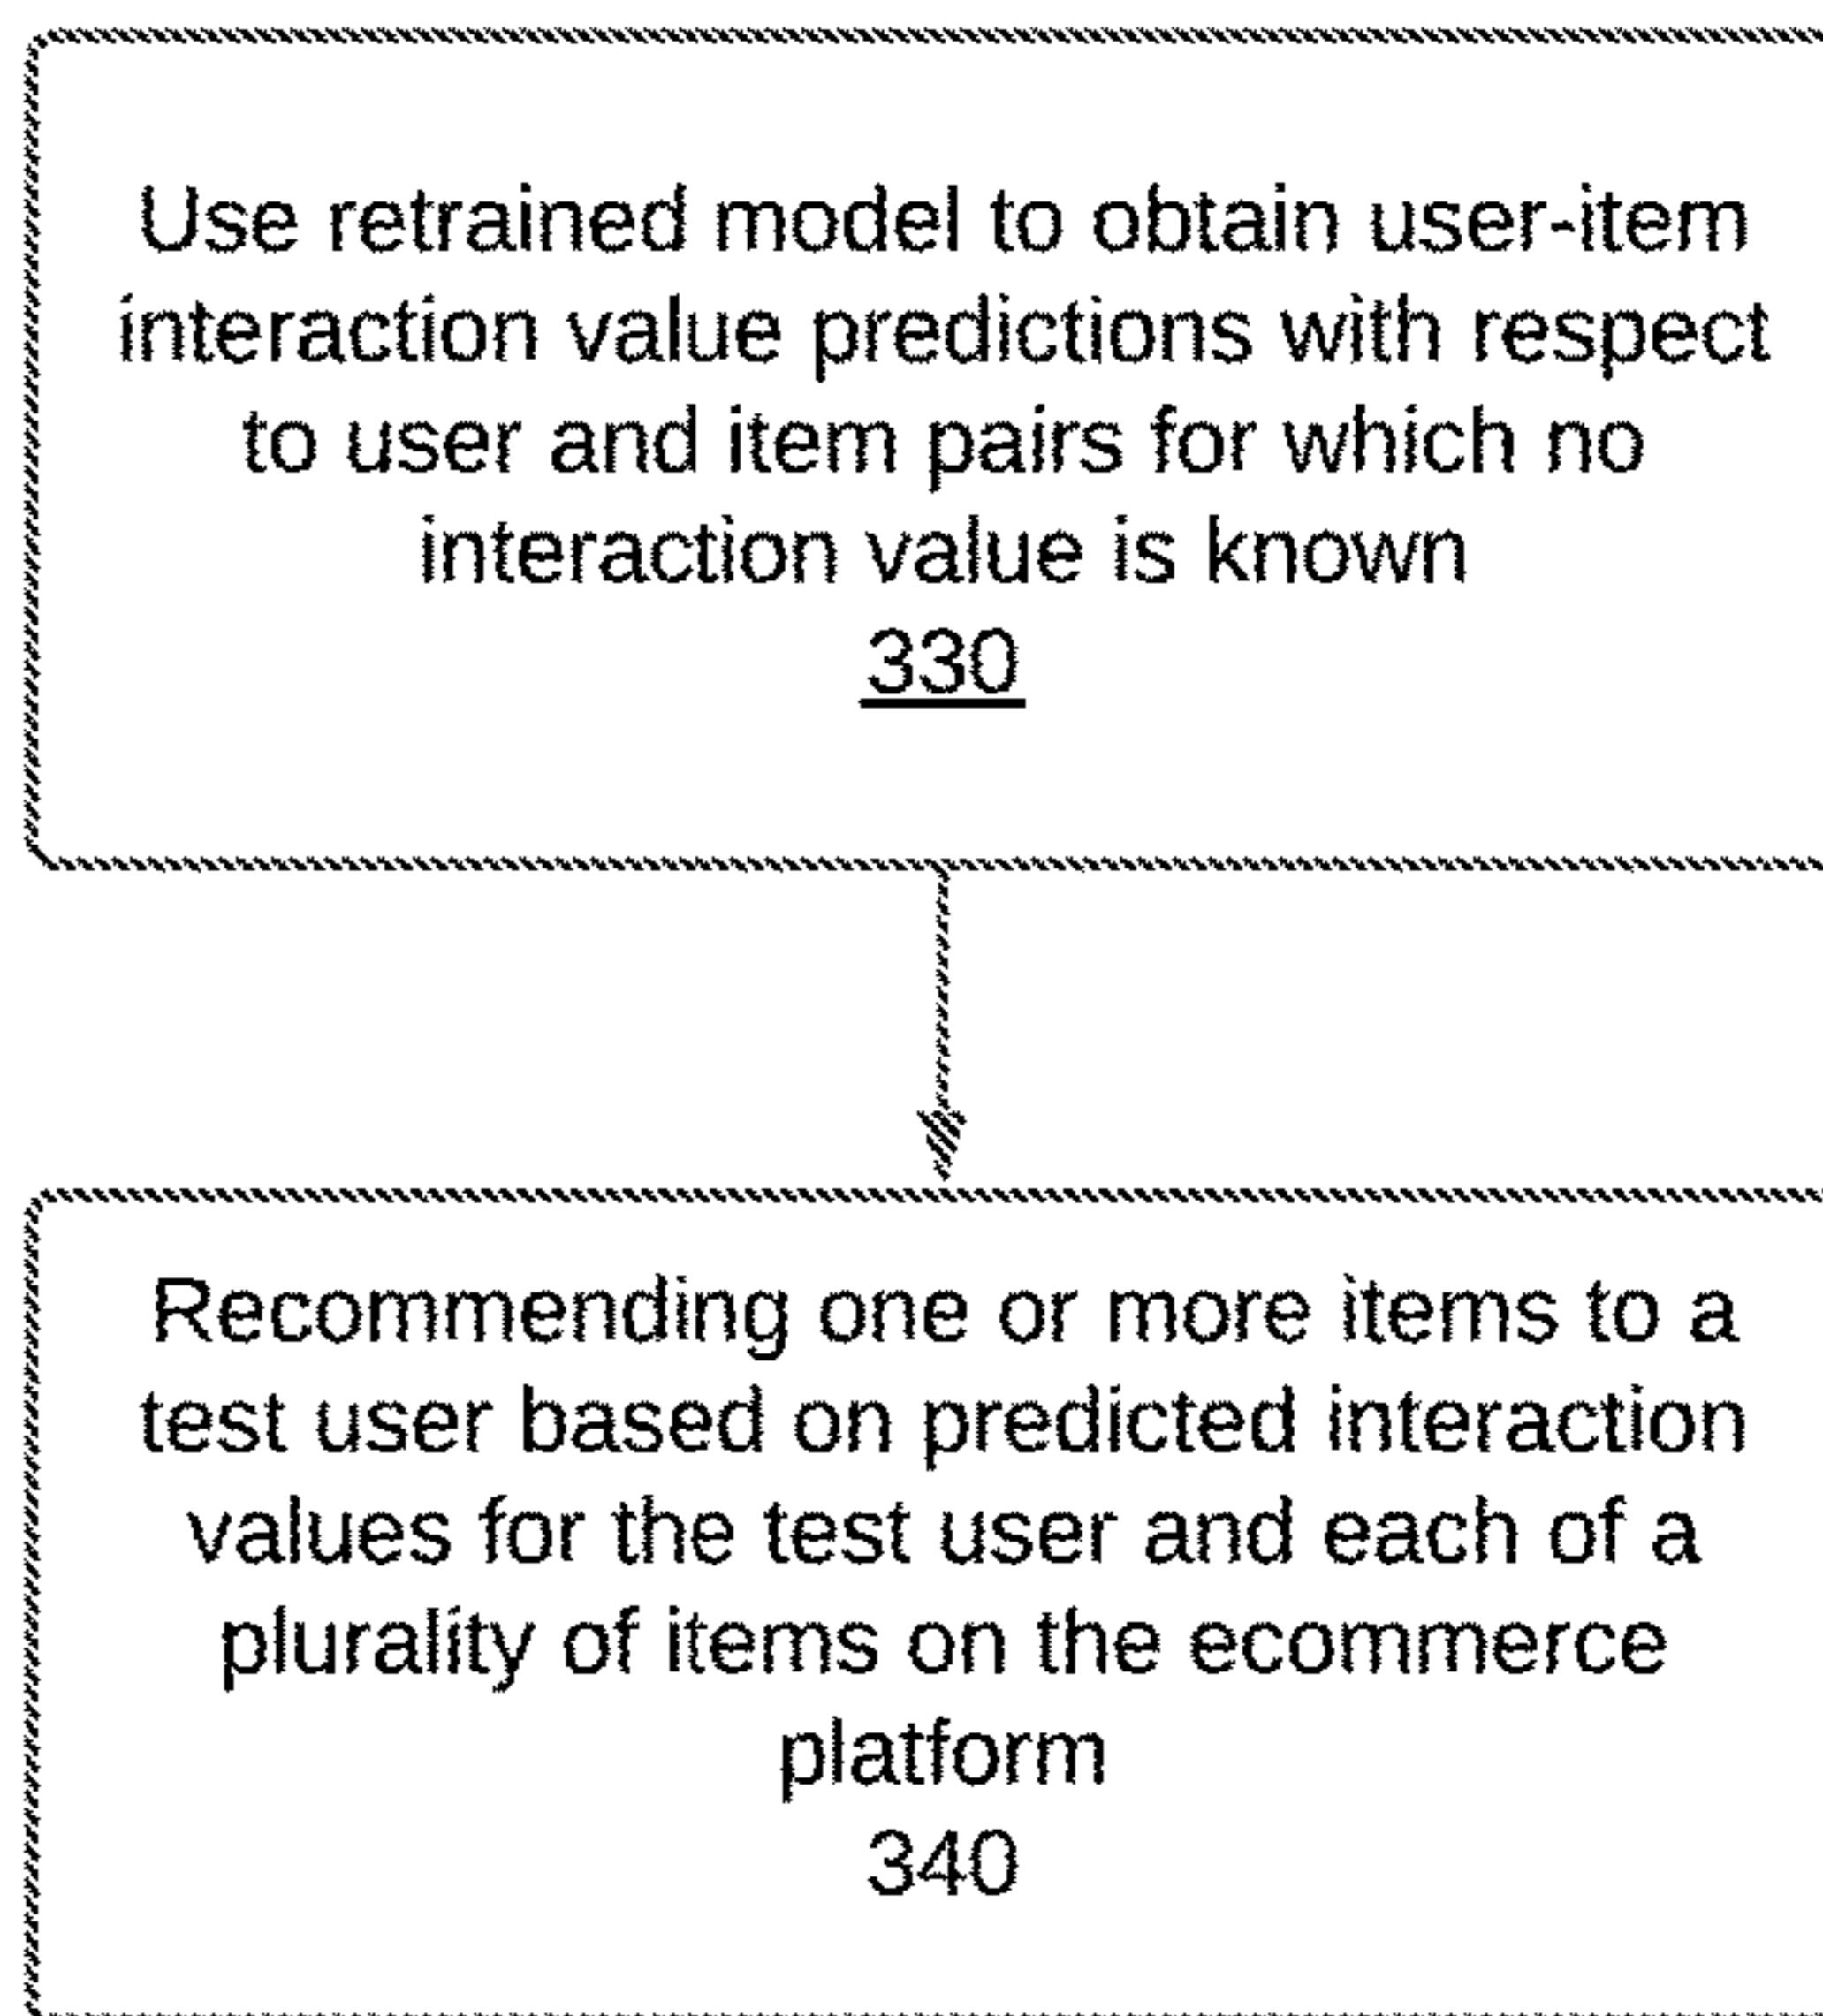 Use retrained model to obtain user-item
interaction value predictions with respect
to user and item pairs for which no
interaction value is known
330
Recommending one or more items to a
test user based on predicted interaction
values for the test user and each of a
plurality of items on the ecommerce
platform
340